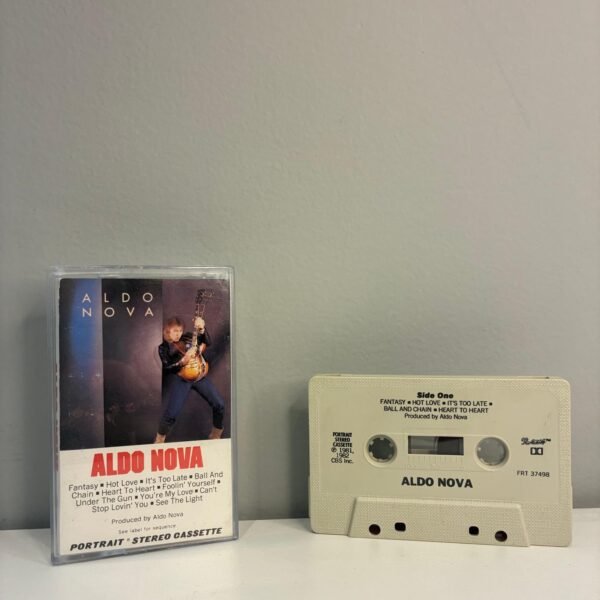 ALDO
NOVA
ALDO NOVA
Fantasy ▪ Hot Love ▪ It's Too Late ▪ Ball And
Chain ▪ Heart To Heart ▪ Foolin' Yourself ▪
Under The Gun ▪ You're My Love ▪ Can't
Stop Lovin' You ▪ See The Light
Produced by Aldo Nova
See label for sequence
PORTRAIT ▪ STEREO CASSETTE
Side One
FANTASY ▪ HOT LOVE ▪ IT'S TOO LATE ▪
BALL AND CHAIN ▪ HEART TO HEART
Produced by Aldo Nova
PORTRAIT
STEREO
CASSETTE
℗ 1981,
1982
CBS Inc.
Portrait™
FRT 37498
ALDO NOVA